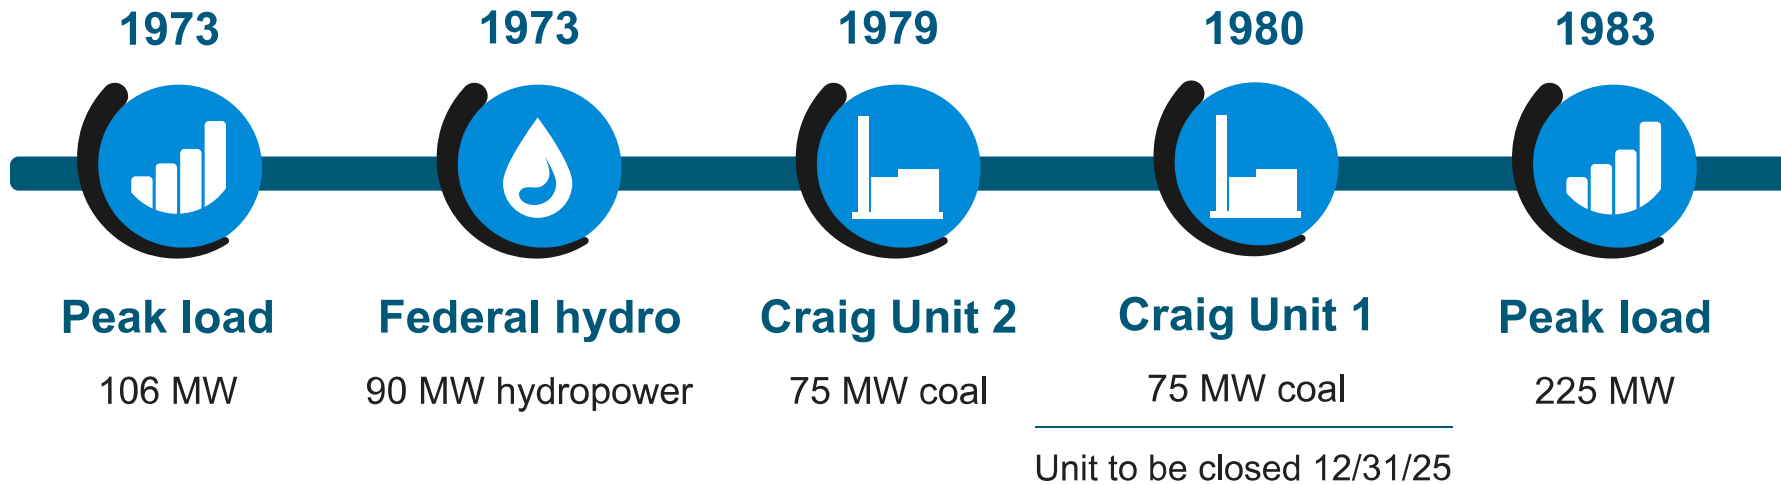 1973
Peak load
106 MW
1973
Federal hydro
90 MW hydropower
1979
Craig Unit 2
75 MW coal
1980
Craig Unit 1
75 MW coal
Unit to be closed 12/31/25
1983
Peak load
225 MW